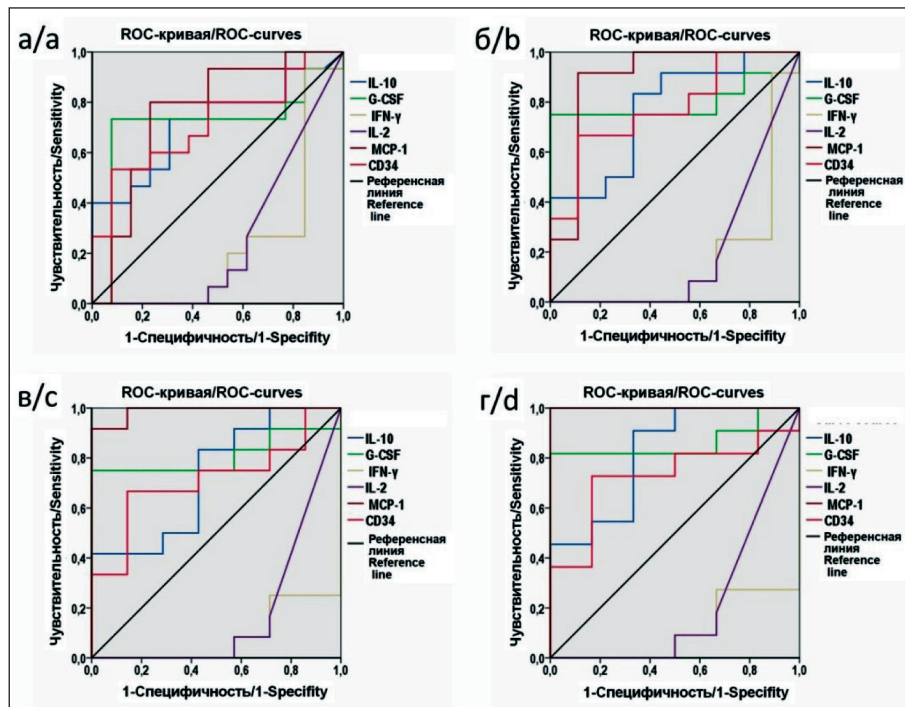 а/a
ROC-кривая/ROC-curves
Чувствительность/Sensitivity
1,0
0,8
0,6
0,4
0,2
0,0
0,0 0,2 0,4 0,6 0,8 1,0
1-Специфичность/1-Specifity
IL-10
G-CSF
IFN-γ
IL-2
MCP-1
CD34
Референсная
линия
Reference
line
б/b
ROC-кривая/ROC-curves
Чувствительность/Sensitivity
1,0
0,8
0,6
0,4
0,2
0,0
0,0 0,2 0,4 0,6 0,8 1,0
1-Специфичность/1-Specifity
IL-10
G-CSF
IFN-γ
IL-2
MCP-1
CD34
Референсная
линия
Reference
line
в/c
ROC-кривая/ROC-curves
Чувствительность/Sensitivity
1,0
0,8
0,6
0,4
0,2
0,0
0,0 0,2 0,4 0,6 0,8 1,0
1-Специфичность/1-Specifity
IL-10
G-CSF
IFN-γ
IL-2
MCP-1
CD34
Референсная
линия
Reference
line
г/d
ROC-кривая/ROC-curves
Чувствительность/Sensitivity
1,0
0,8
0,6
0,4
0,2
0,0
0,0 0,2 0,4 0,6 0,8 1,0
1-Специфичность/1-Specifity
IL-10
G-CSF
IFN-γ
IL-2
MCP-1
CD34
Референсная
линия
Reference
line